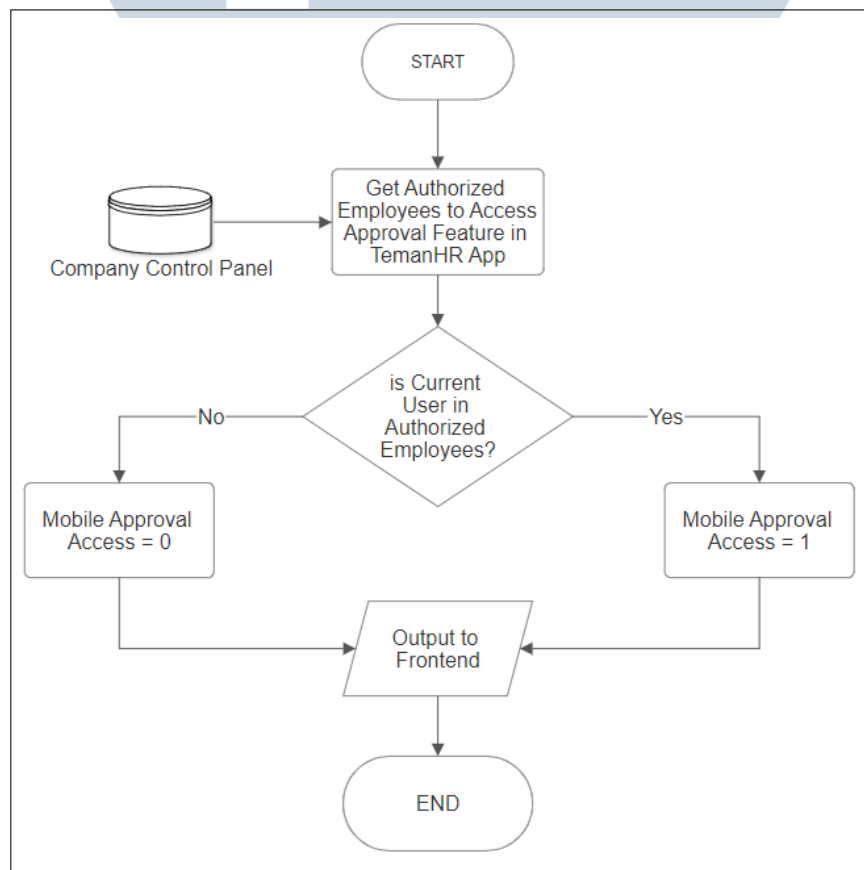 START
Get Authorized
Employees to Access
Approval Feature in
TemanHR App
Company Control Panel
is Current
User in
Authorized
Employees?
No
Yes
Mobile Approval
Access = 0
Mobile Approval
Access = 1
Output to
Frontend
END